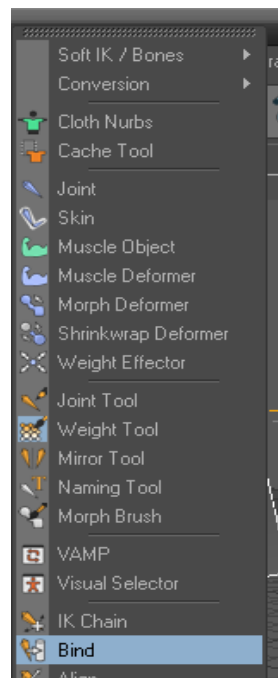 Soft IK / Bones
Conversion
Cloth Nurbs
Cache Tool
Joint
Skin
Muscle Object
Muscle Deformer
Morph Deformer
Shrinkwrap Deformer
Weight Effector
Joint Tool
Weight Tool
Mirror Tool
Naming Tool
Morph Brush
VAMP
Visual Selector
IK Chain
Bind